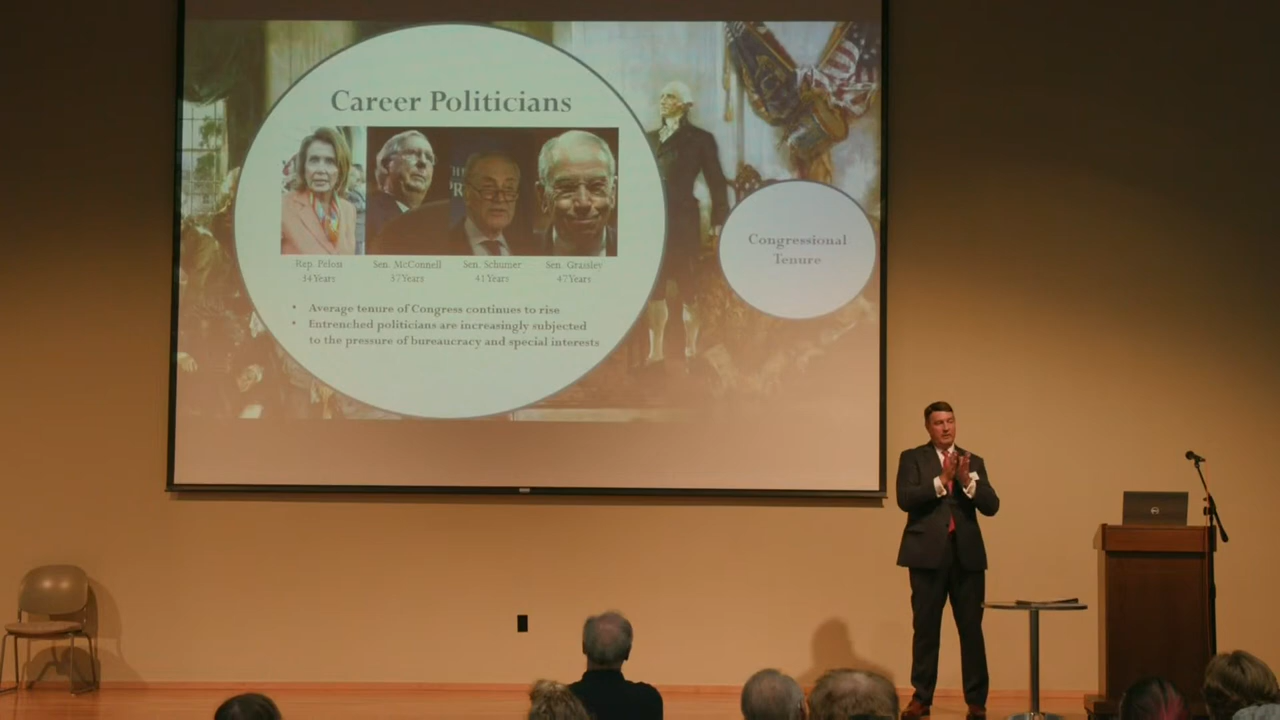 Career Politicians
Rep. Pelosi
34 Years
Sen. McConnell
37 Years
Sen. Schumer
41 Years
Sen. Grassley
47 Years
• Average tenure of Congress continues to rise
• Entrenched politicians are increasingly subjected
to the pressure of bureaucracy and special interests
Congressional
Tenure